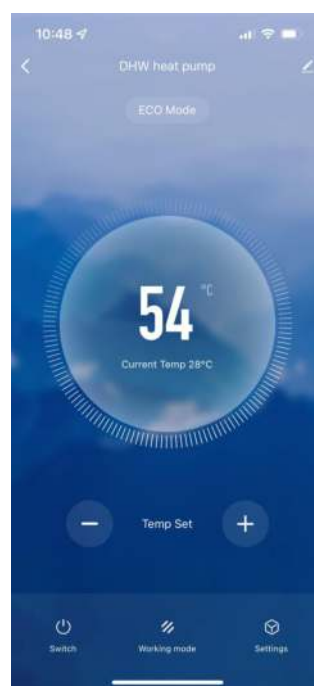 10:48
DHW heat pump
ECO Mode
54 °C
Current Temp 28°C
Temp Set
Switch
Working mode
Settings